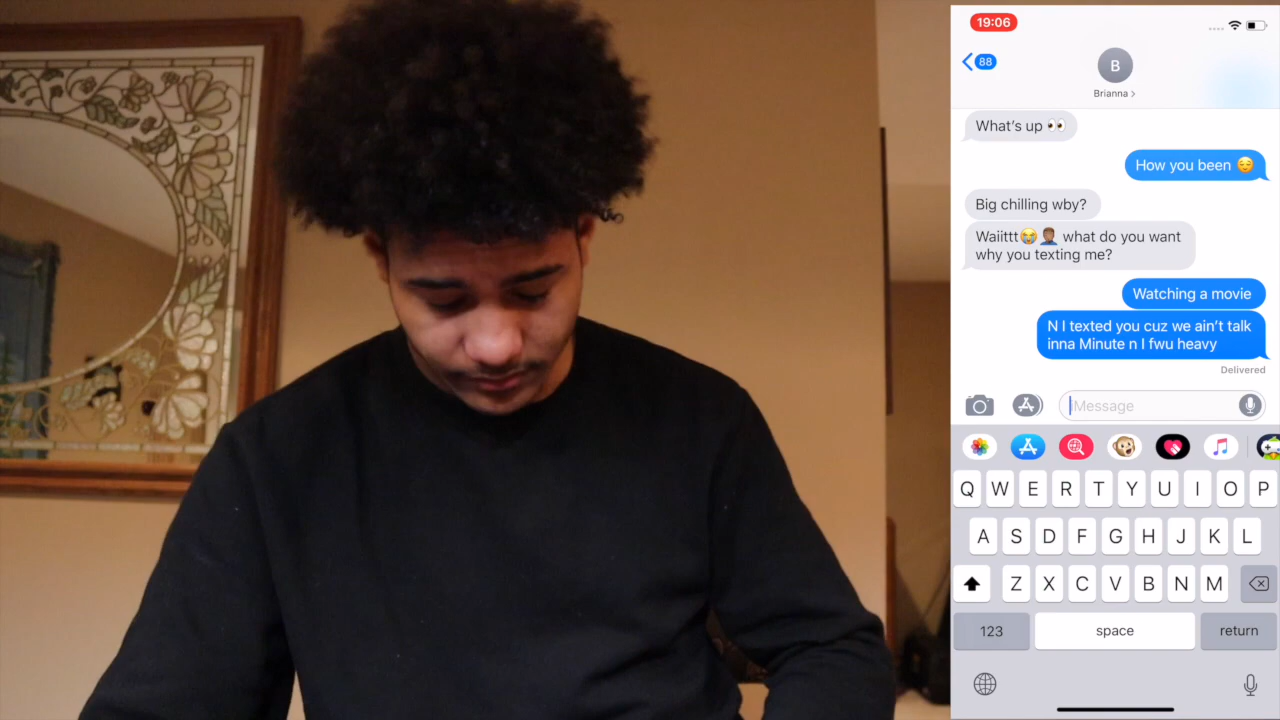 19:06
88
B
Brianna >
What's up 👀
How you been 😌
Big chilling wby?
Waiittt😭🤦🏽‍♂️ what do you want
why you texting me?
Watching a movie
N I texted you cuz we ain't talk
inna Minute n I fwu heavy
Delivered
iMessage
Q W E R T Y U I O P
A S D F G H J K L
Z X C V B N M
123 space return